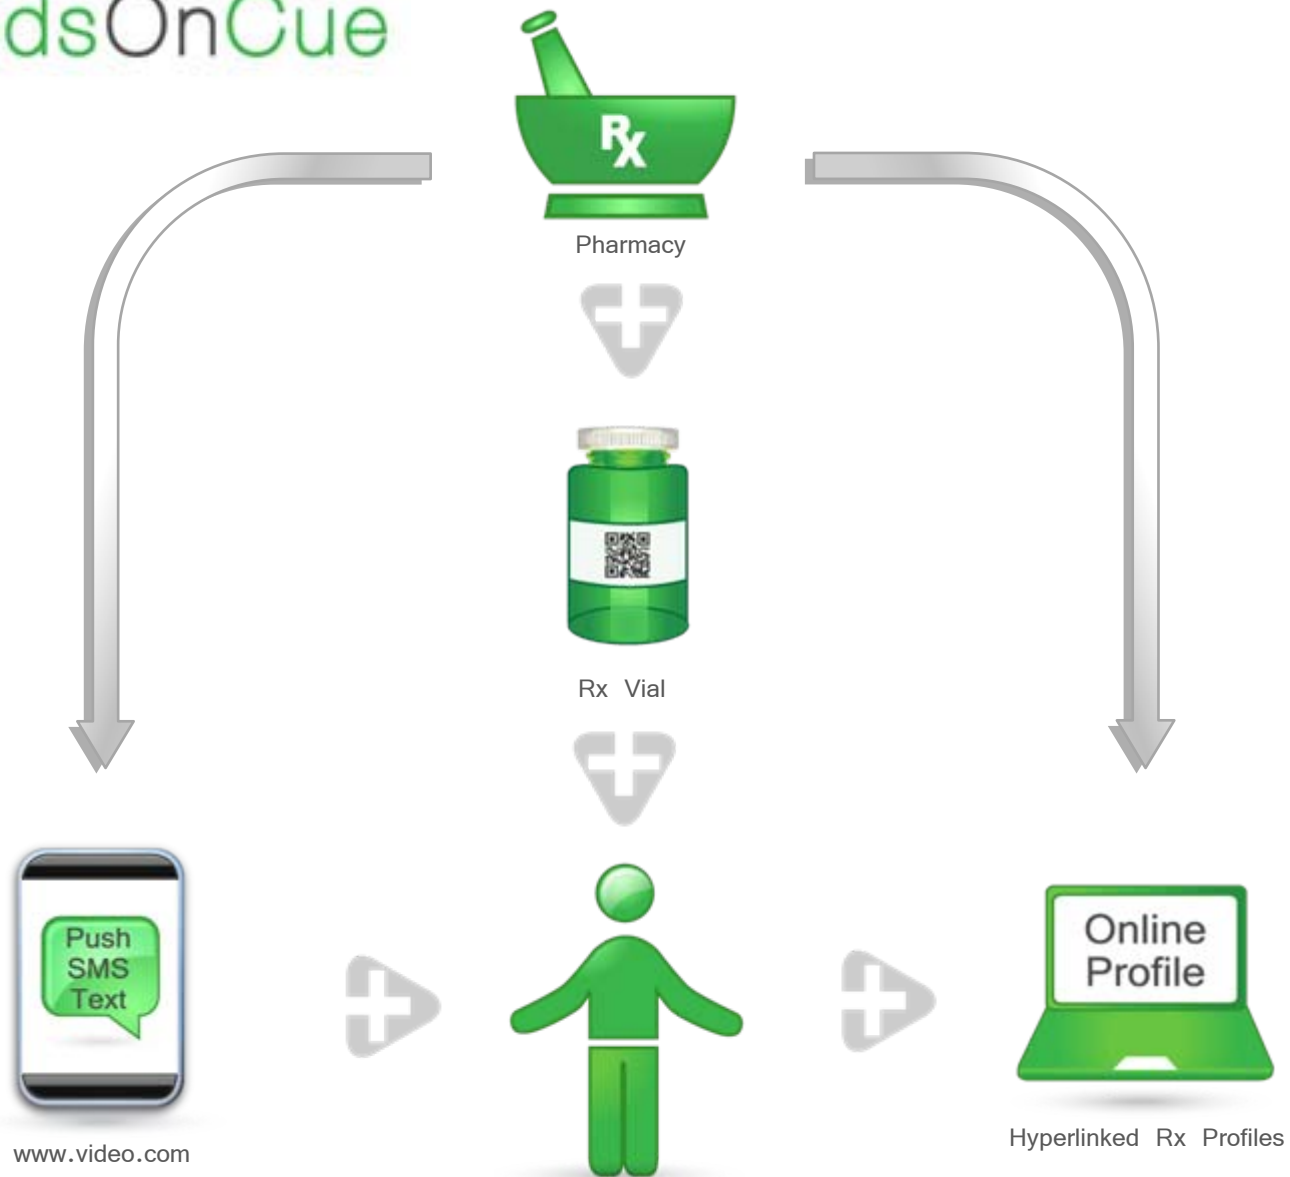 dsOnCue
Rx
Pharmacy
Rx Vial
Push
SMS
Text
Online
Profile
www.video.com
Hyperlinked Rx Profiles